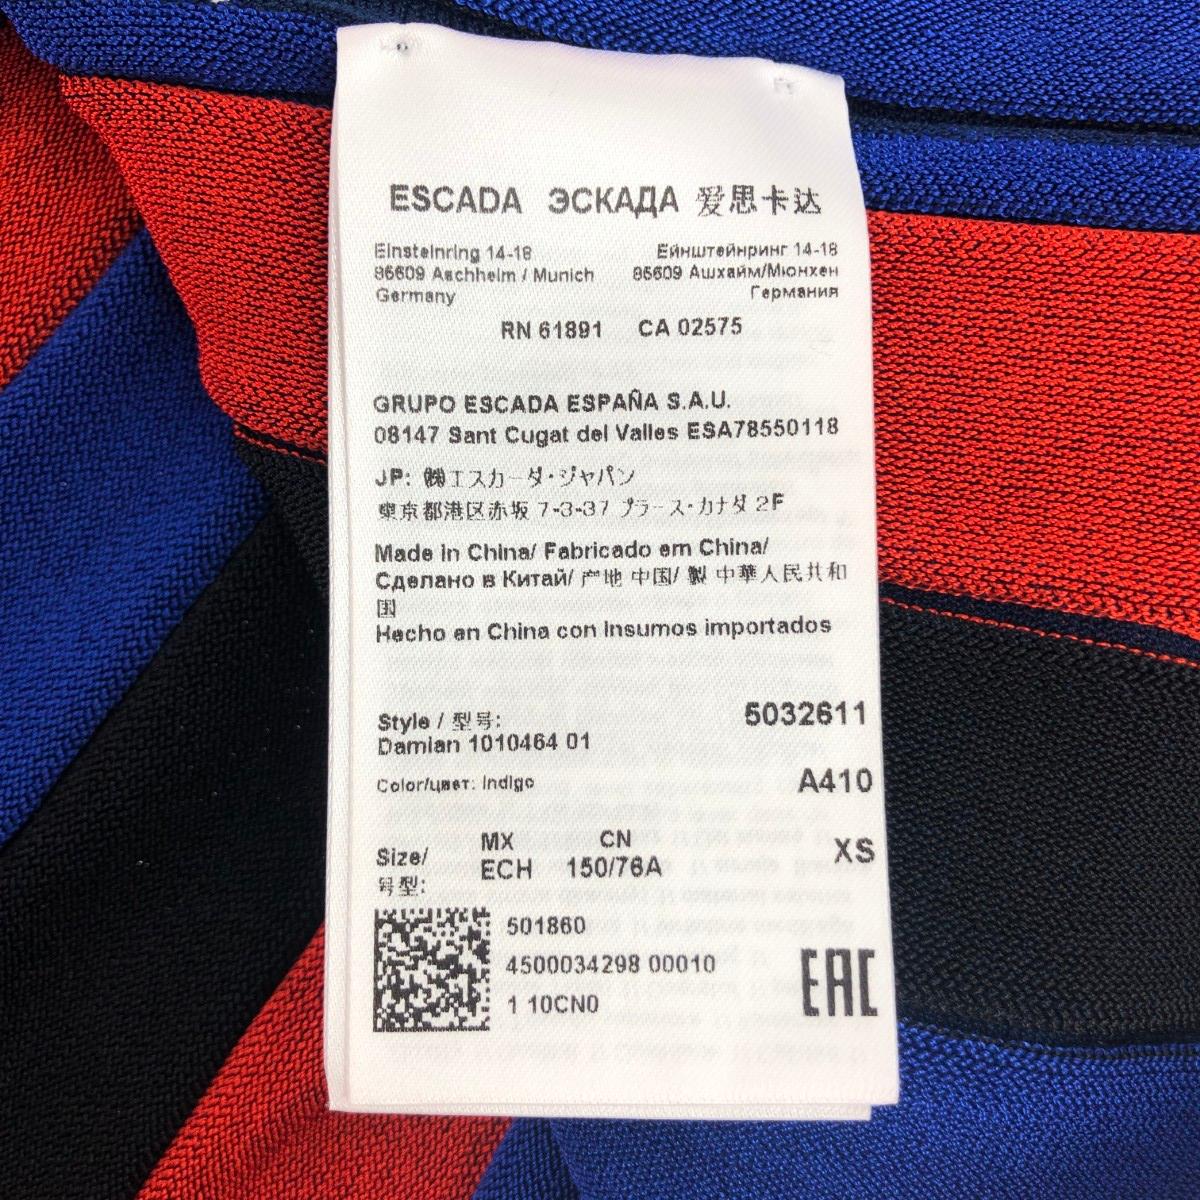 ESCADA ЭСКАДА 爱思卡达
Einsteinring 14-18 Ейнштейнринг 14-18
85609 Aschheim / Munich 85609 Ашхайм/Мюнхен
Germany Германия
RN 61891 CA 02575
GRUPO ESCADA ESPAÑA S.A.U.
08147 Sant Cugat del Valles ESA78550118
JP: ㈱エスカーダ・ジャパン
東京都港区赤坂 7-3-37 プラース・カナダ 2F
Made in China/ Fabricado em China/
Сделано в Китай/ 产地 中国/ 製 中華人民共和
国
Hecho en China con Insumos importados
Style / 型号: 5032611
Damian 1010464 01
Color/цвет: Indigo A410
MX CN
Size/ ECH 150/76A XS
号型:
501860
4500034298 00010
1 10CN0
EAC